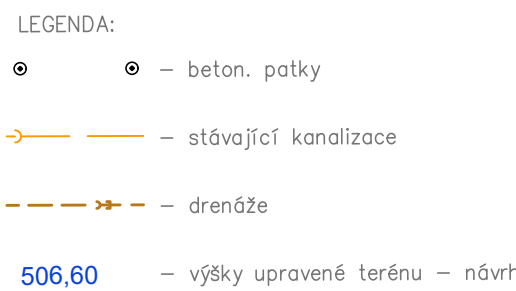 LEGENDA:
– beton. patky
– stávající kanalizace
– drenáže
506,60 – výšky upravené terénu – návrh